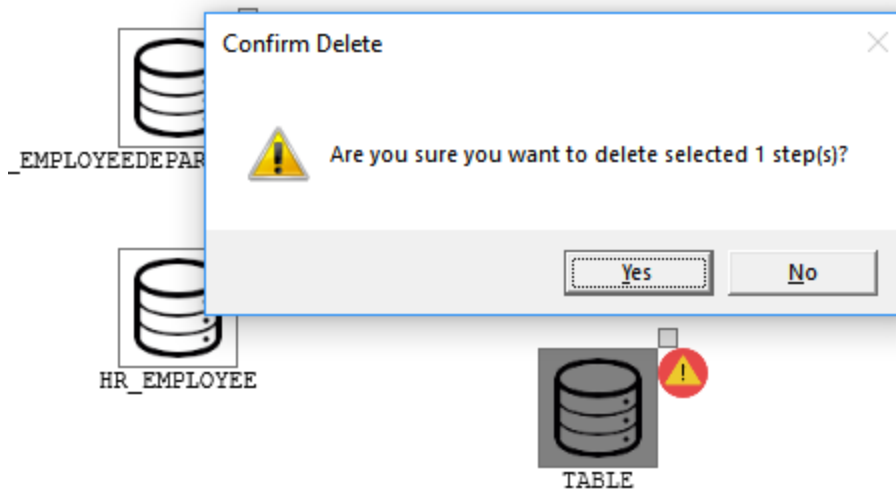 Confirm Delete
Are you sure you want to delete selected 1 step(s)?
_EMPLOYEEDEPAR
Yes
No
HR_EMPLOYEE
TABLE